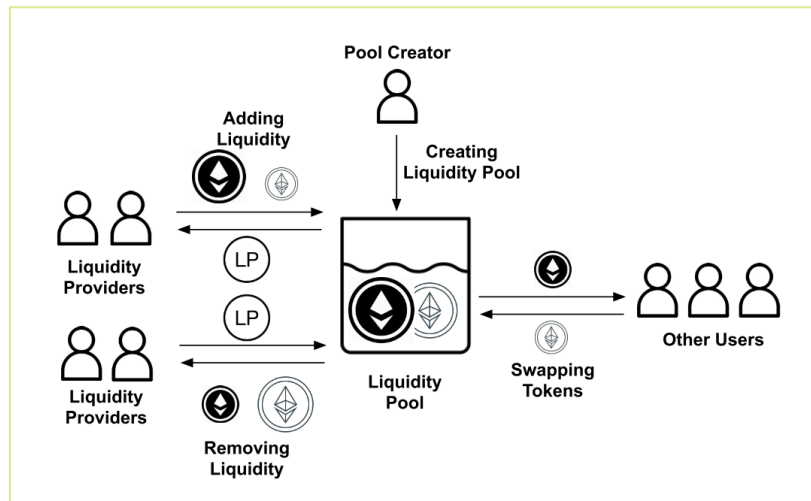 Pool Creator
Adding
Liquidity
Creating
Liquidity Pool
LP
Liquidity
Providers
LP
Other Users
Liquidity
Pool
Swapping
Tokens
Liquidity
Providers
Removing
Liquidity